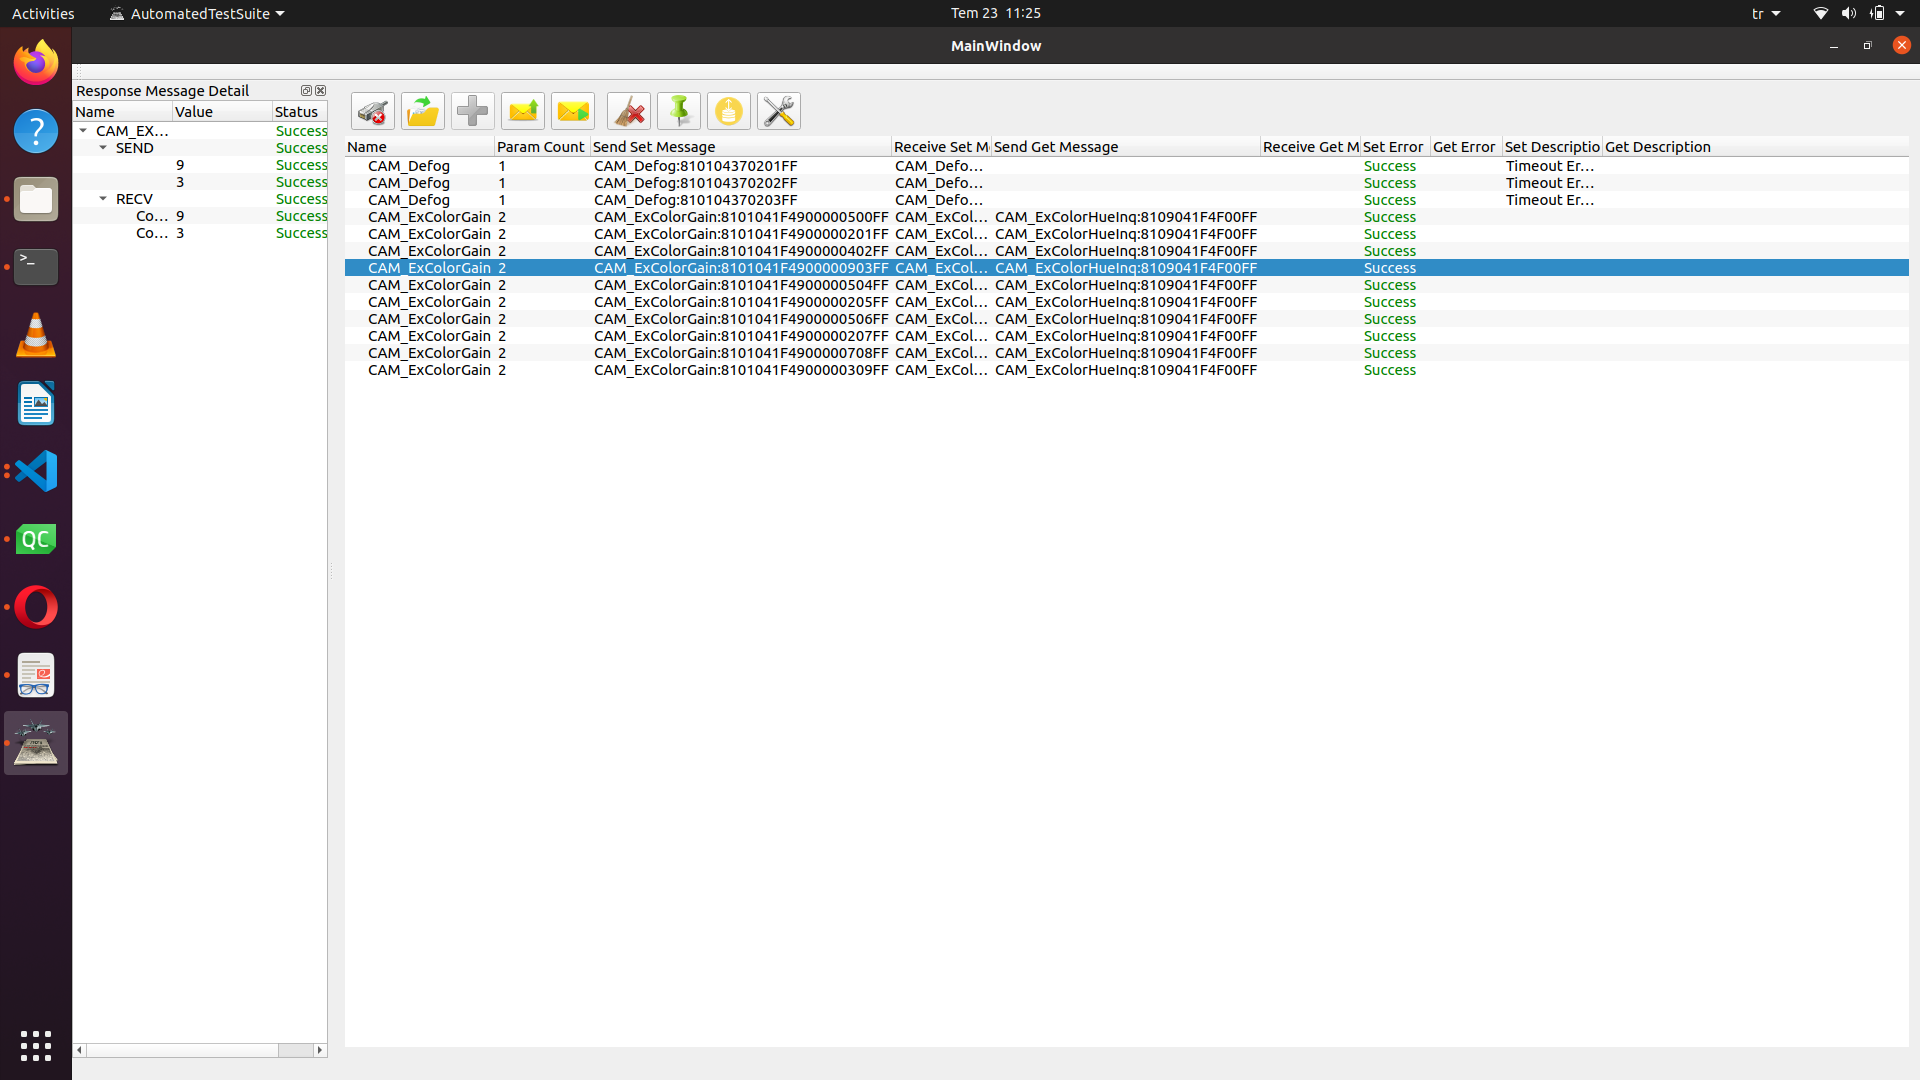 Activities AutomatedTestSuite Tem 23 11:25 tr
MainWindow
Response Message Detail
Name Value Status
CAM_EX... Success
SEND Success
9 Success
3 Success
RECV Success
Co... 9 Success
Co... 3 Success
Name Param Count Send Set Message Receive Set M Send Get Message Receive Get M Set Error Get Error Set Descriptio Get Description
CAM_Defog 1 CAM_Defog:810104370201FF CAM_Defo... Success Timeout Er...
CAM_Defog 1 CAM_Defog:810104370202FF CAM_Defo... Success Timeout Er...
CAM_Defog 1 CAM_Defog:810104370203FF CAM_Defo... Success Timeout Er...
CAM_ExColorGain 2 CAM_ExColorGain:8101041F4900000500FF CAM_ExCol... CAM_ExColorHueInq:8109041F4F00FF Success
CAM_ExColorGain 2 CAM_ExColorGain:8101041F4900000201FF CAM_ExCol... CAM_ExColorHueInq:8109041F4F00FF Success
CAM_ExColorGain 2 CAM_ExColorGain:8101041F4900000402FF CAM_ExCol... CAM_ExColorHueInq:8109041F4F00FF Success
CAM_ExColorGain 2 CAM_ExColorGain:8101041F4900000903FF CAM_ExCol... CAM_ExColorHueInq:8109041F4F00FF Success
CAM_ExColorGain 2 CAM_ExColorGain:8101041F4900000504FF CAM_ExCol... CAM_ExColorHueInq:8109041F4F00FF Success
CAM_ExColorGain 2 CAM_ExColorGain:8101041F4900000205FF CAM_ExCol... CAM_ExColorHueInq:8109041F4F00FF Success
CAM_ExColorGain 2 CAM_ExColorGain:8101041F4900000506FF CAM_ExCol... CAM_ExColorHueInq:8109041F4F00FF Success
CAM_ExColorGain 2 CAM_ExColorGain:8101041F4900000207FF CAM_ExCol... CAM_ExColorHueInq:8109041F4F00FF Success
CAM_ExColorGain 2 CAM_ExColorGain:8101041F4900000708FF CAM_ExCol... CAM_ExColorHueInq:8109041F4F00FF Success
CAM_ExColorGain 2 CAM_ExColorGain:8101041F4900000309FF CAM_ExCol... CAM_ExColorHueInq:8109041F4F00FF Success
?
>_
QC